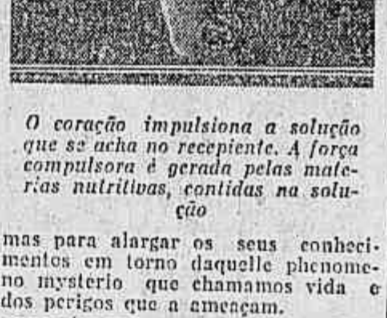 O coração impulsiona a solução
que se acha no recepiente. A força
compulsora é gerada pelas mate-
rias nutritivas, contidas na solu-
ção
mas para alargar os seus conheci-
mentos em torno daquelle phenome-
no mysterio que chamamos vida e
dos perigos que a ameaçam.